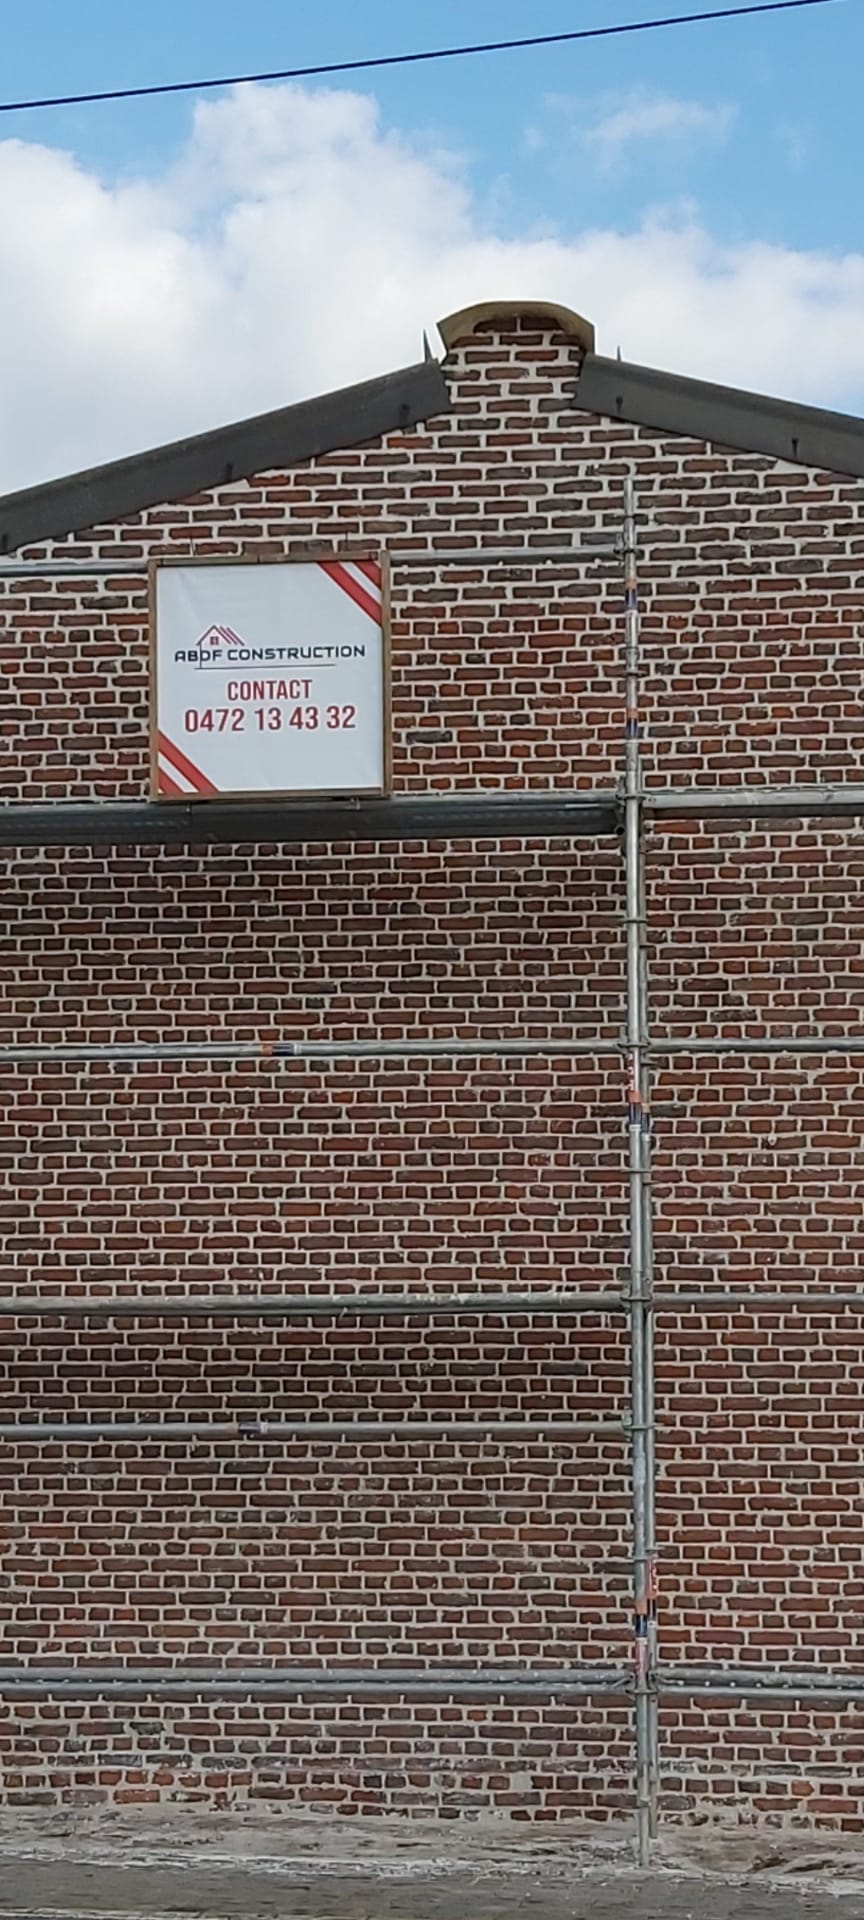 ABDF CONSTRUCTION
CONTACT
0472 13 43 32